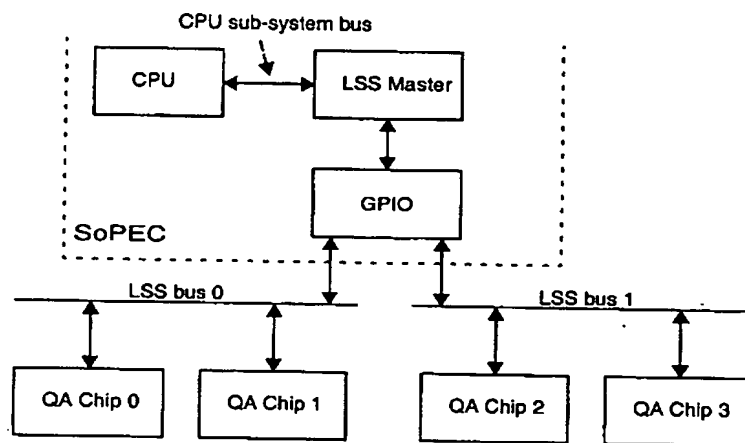 CPU sub-system bus
CPU
LSS Master
GPIO
SoPEC
LSS bus 0
LSS bus 1
QA Chip 0
QA Chip 1
QA Chip 2
QA Chip 3